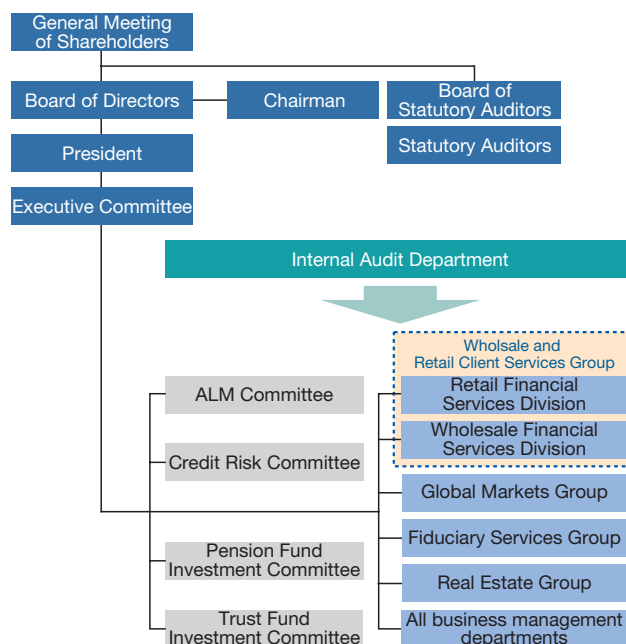 General Meeting
of Shareholders
Board of Directors
Chairman
Board of
Statutory Auditors
President
Statutory Auditors
Executive Committee
Internal Audit Department
Wholsale and
Retail Client Services Group
ALM Committee
Retail Financial
Services Division
Credit Risk Committee
Wholesale Financial
Services Division
Global Markets Group
Pension Fund
Investment Committee
Fiduciary Services Group
Real Estate Group
Trust Fund
Investment Committee
All business management
departments